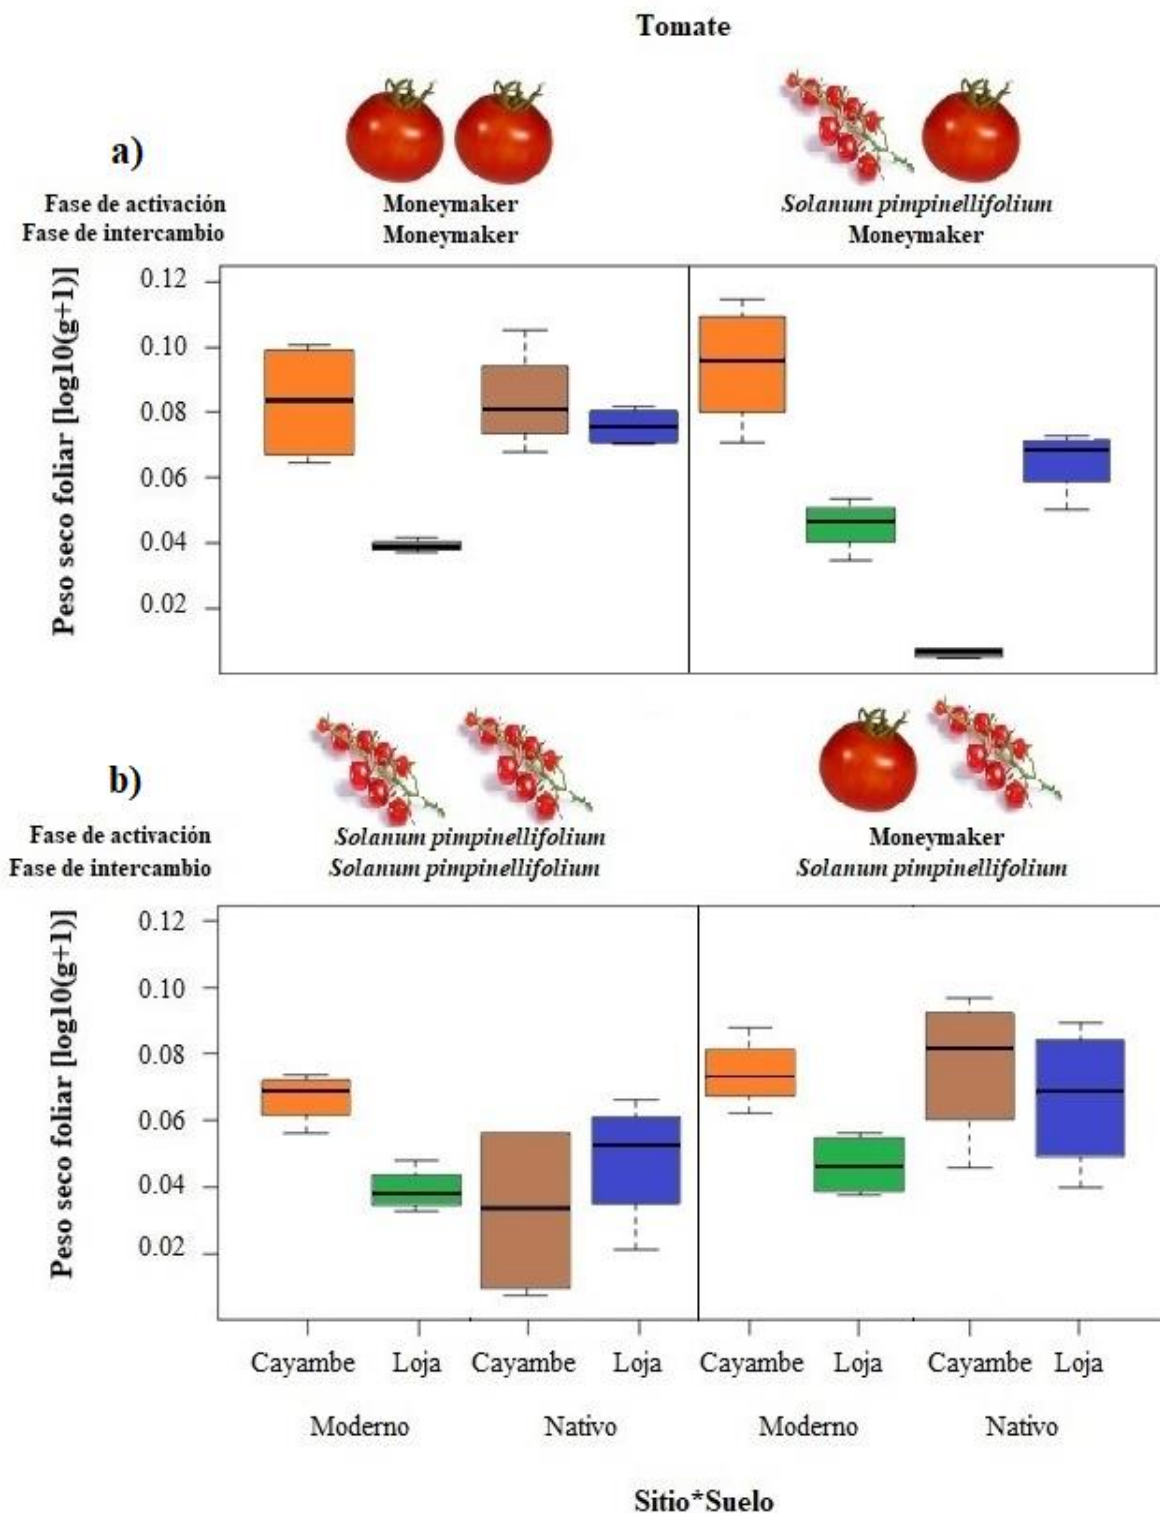 Tomate
a)
Fase de activación
Fase de intercambio
Moneymaker
Moneymaker
Solanum pimpinellifolium
Moneymaker
Peso seco foliar [log10(g+1)]
0.12
0.10
0.08
0.06
0.04
0.02
b)
Fase de activación
Fase de intercambio
Solanum pimpinellifolium
Solanum pimpinellifolium
Moneymaker
Solanum pimpinellifolium
Peso seco foliar [log10(g+1)]
0.12
0.10
0.08
0.06
0.04
0.02
Cayambe Loja Cayambe Loja Cayambe Loja Cayambe Loja
Moderno Nativo Moderno Nativo
Sitio*Suelo